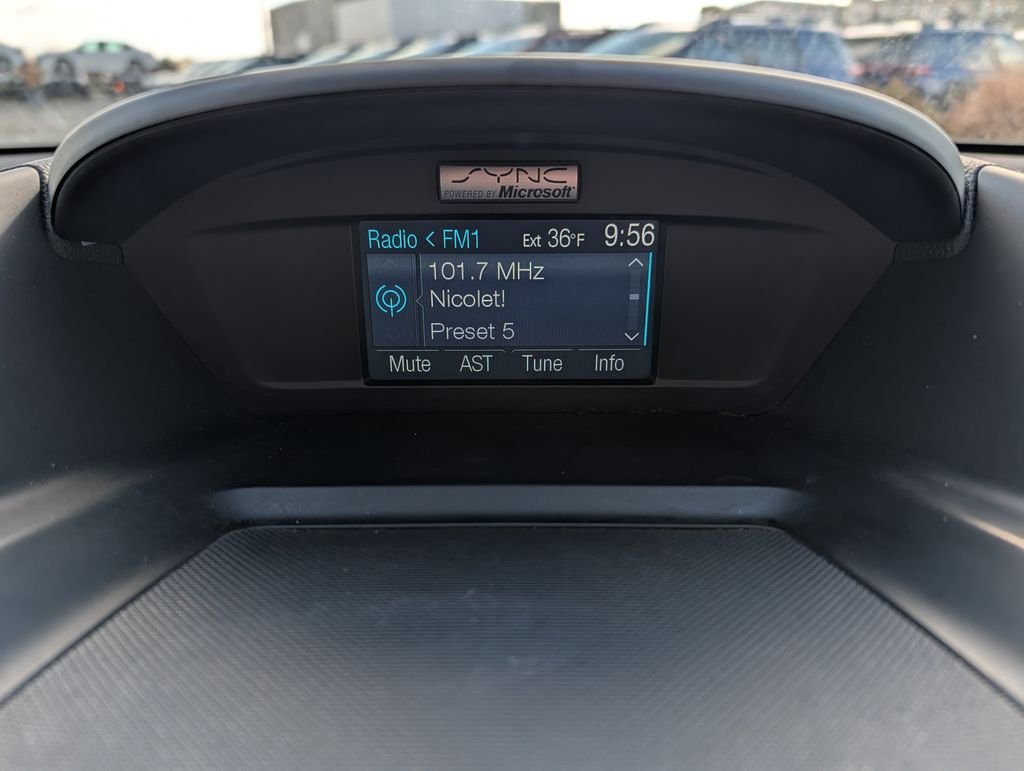 SYNC
POWERED BY Microsoft
Radio < FM1 Ext 36°F 9:56
101.7 MHz
Nicolet!
Preset 5
Mute AST Tune Info